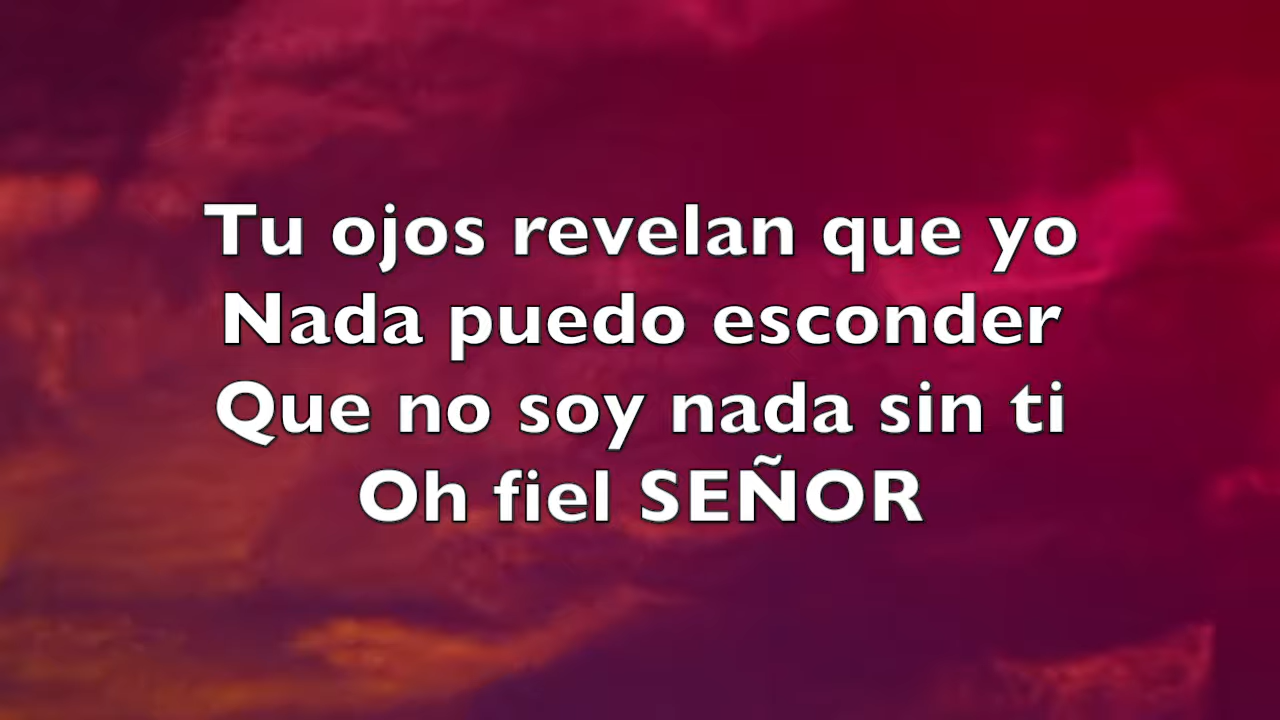 Tu ojos revelan que yo
Nada puedo esconder
Que no soy nada sin ti
Oh fiel SEÑOR